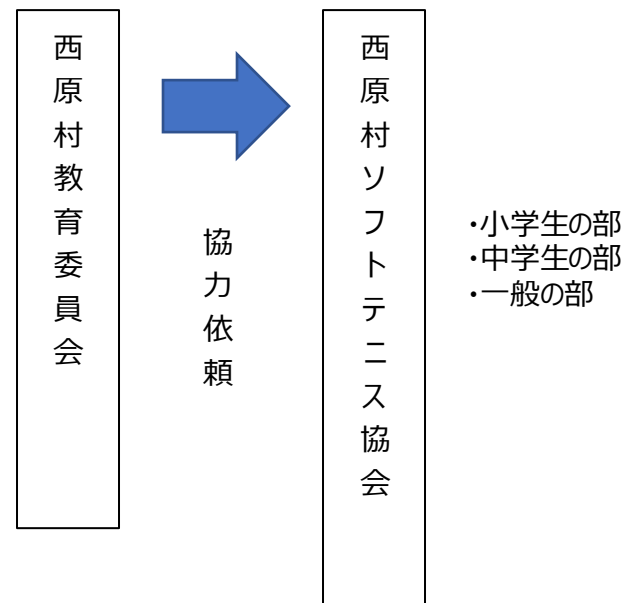 西原村教育委員会
協力依頼
西原村ソフトテニス協会
・小学生の部
・中学生の部
・一般の部